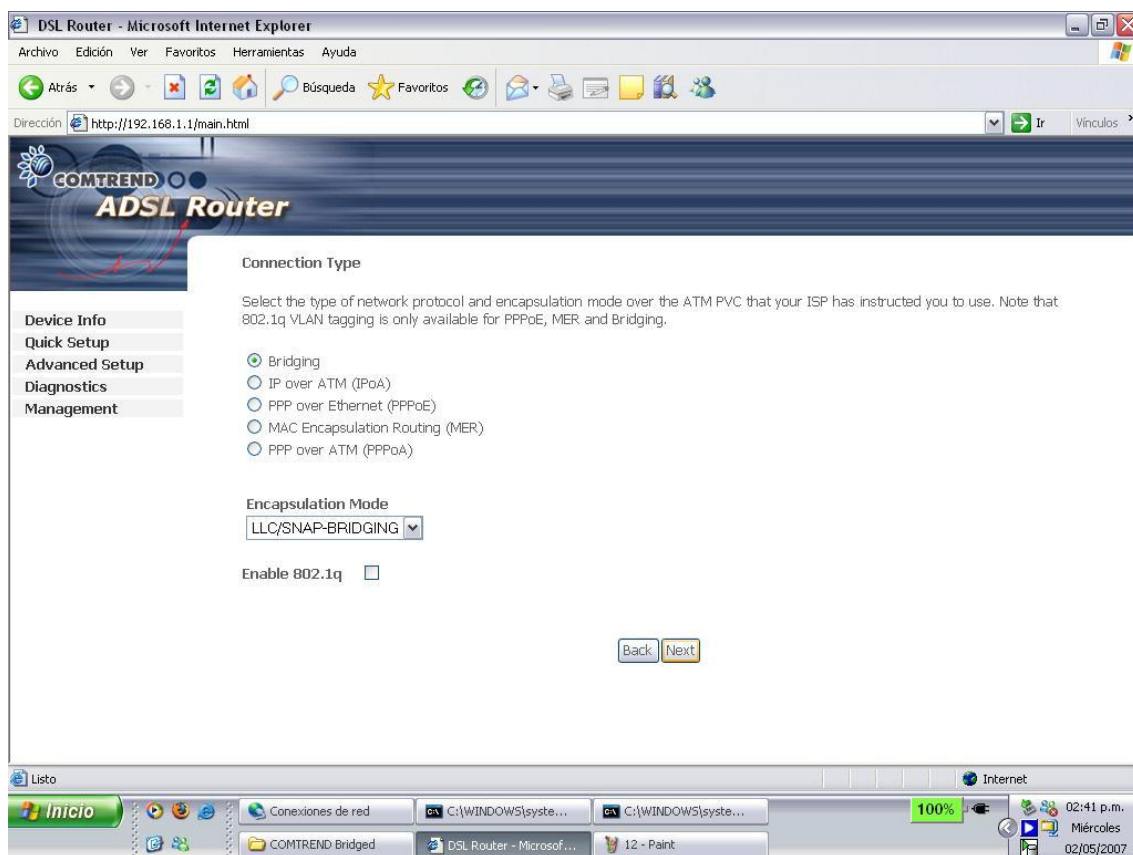 DSL Router - Microsoft Internet Explorer
Archivo Edición Ver Favoritos Herramientas Ayuda
Atrás Búsqueda Favoritos
Dirección http://192.168.1.1/main.html Ir Vínculos
COMTREND
ADSL Router
Device Info
Quick Setup
Advanced Setup
Diagnostics
Management
Connection Type
Select the type of network protocol and encapsulation mode over the ATM PVC that your ISP has instructed you to use. Note that
802.1q VLAN tagging is only available for PPPoE, MER and Bridging.
Bridging
IP over ATM (IPoA)
PPP over Ethernet (PPPoE)
MAC Encapsulation Routing (MER)
PPP over ATM (PPPoA)
Encapsulation Mode
LLC/SNAP-BRIDGING
Enable 802.1q
Back Next
Listo Internet
Inicio Conexiones de red C:\WINDOWS\syste... C:\WINDOWS\syste... 100% 02:41 p.m.
Miércoles
COMTREND Bridged DSL Router - Microsof... 12 - Paint 02/05/2007